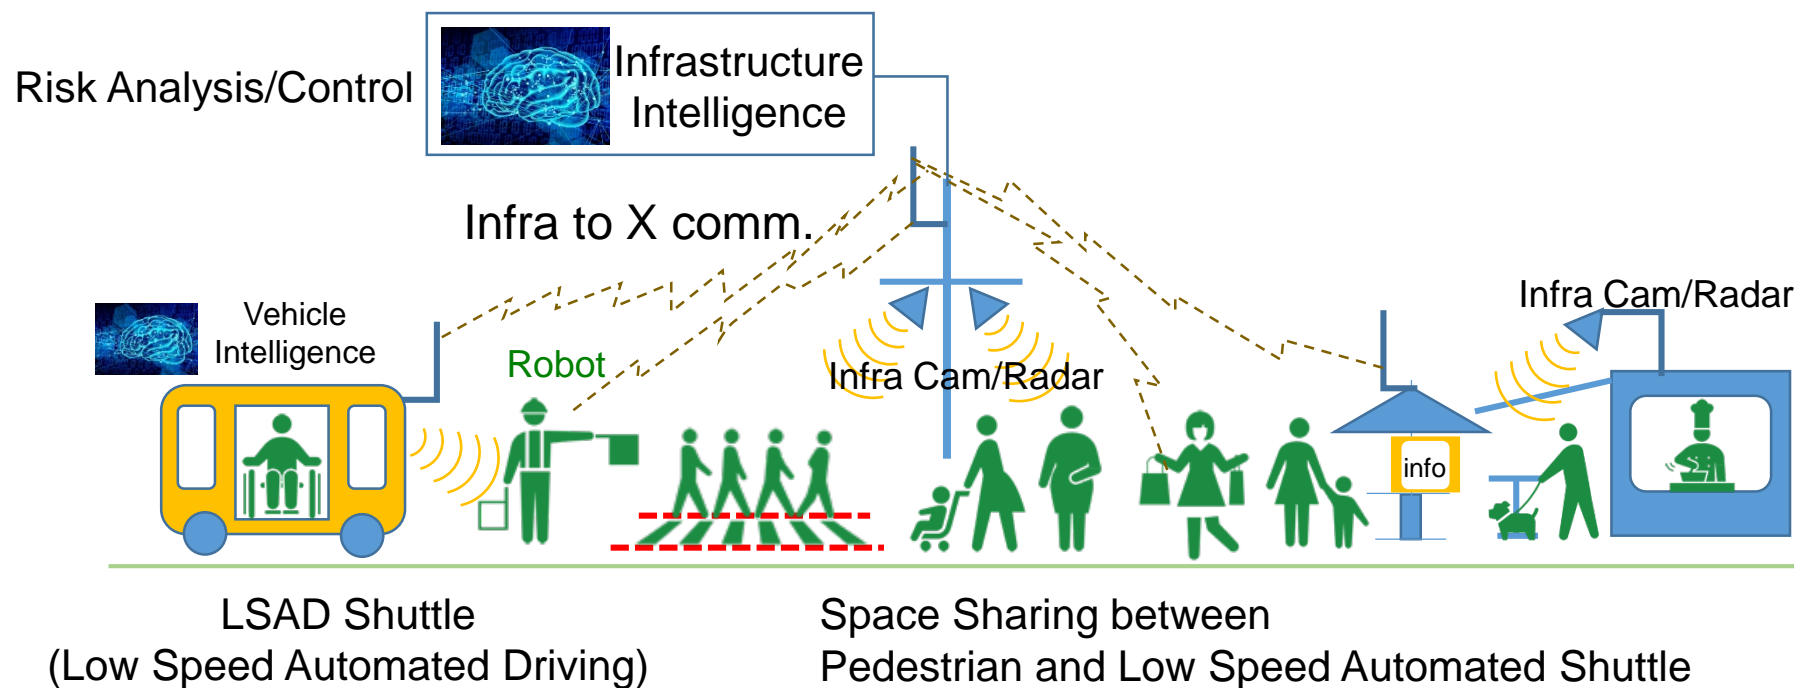 Risk Analysis/Control
Infrastructure
Intelligence
Infra to X comm.
Vehicle
Intelligence
Robot
Infra Cam/Radar
Infra Cam/Radar
info
LSAD Shuttle
(Low Speed Automated Driving)
Space Sharing between
Pedestrian and Low Speed Automated Shuttle